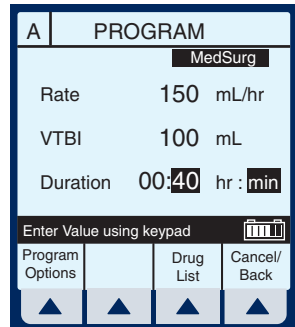 A PROGRAM
MedSurg
Rate 150 mL/hr
VTBI 100 mL
Duration 00:40 hr : min
Enter Value using keypad
Program Options
Drug List
Cancel/ Back